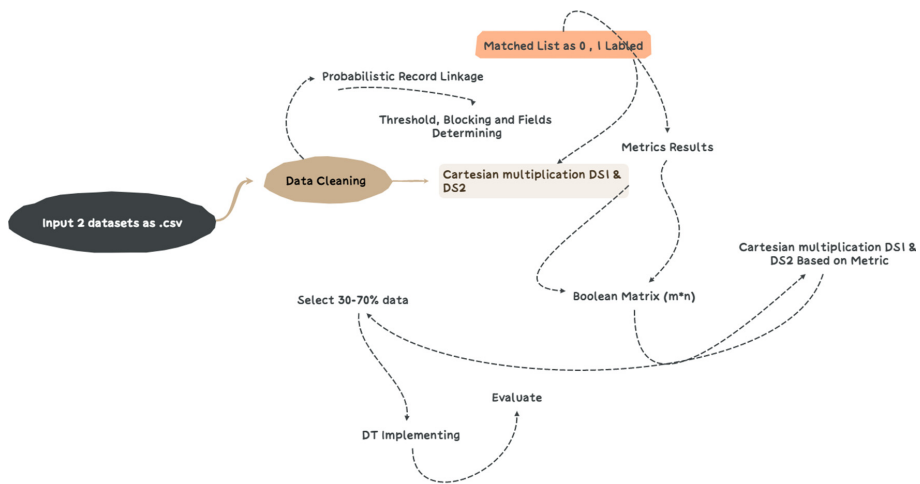 Matched List as 0 , 1 Labled
Probabilistic Record Linkage
Threshold, Blocking and Fields
Determining
Metrics Results
Data Cleaning
Cartesian multiplication DS1 &
DS2
Input 2 datasets as .csv
Cartesian multiplication DS1 &
DS2 Based on Metric
Boolean Matrix (m*n)
Select 30-70% data
Evaluate
DT Implementing